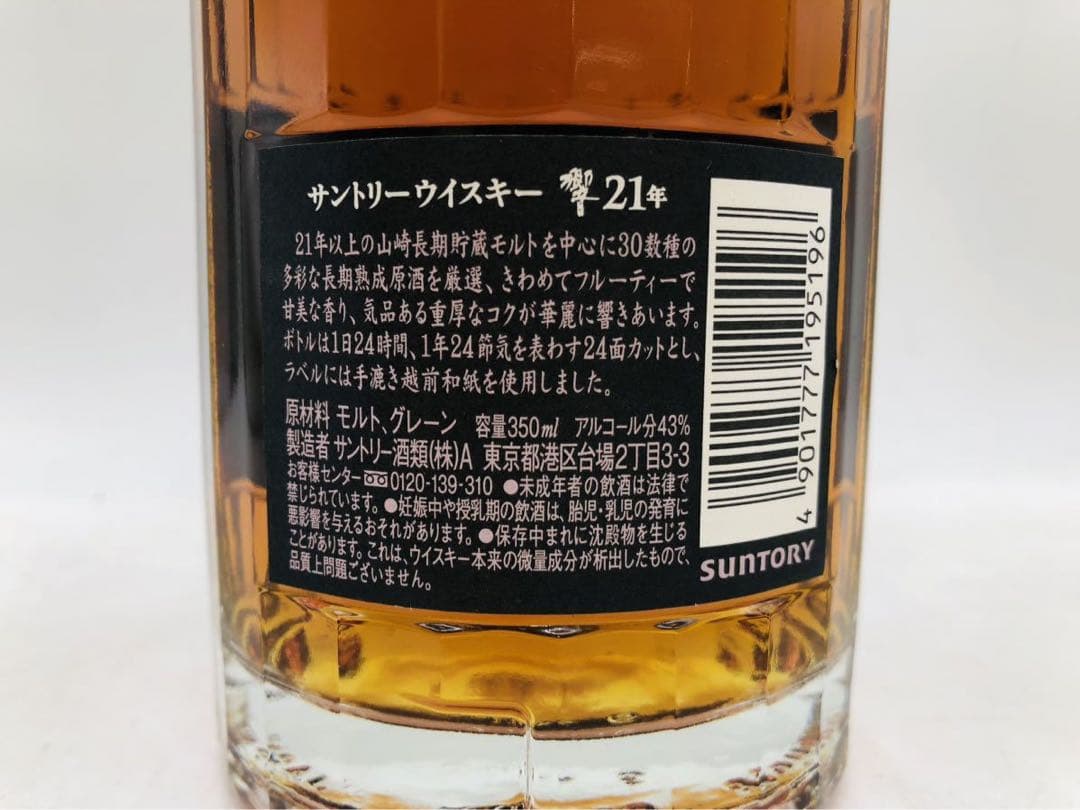 サントリーウイスキー 響 21年
21年以上の山崎長期貯蔵モルトを中心に30数種の
多彩な長期熟成原酒を厳選、きわめてフルーティーで
甘美な香り、気品ある重厚なコクが華麗に響きあいます。
ボトルは1日24時間、1年24節気を表わす24面カットとし、
ラベルには手漉き越前和紙を使用しました。
原材料 モルト、グレーン 容量350ml アルコール分43%
製造者 サントリー酒類(株)A 東京都港区台場2丁目3-3
お客様センター 0120-139-310 ●未成年者の飲酒は法律で
禁じられています。●妊娠中や授乳期の飲酒は、胎児・乳児の発育に
悪影響を与えるおそれがあります。●保存中まれに沈殿物を生じる
ことがあります。これは、ウイスキー本来の微量成分が析出したもので、
品質上問題ございません。
4 901777 195196
SUNTORY